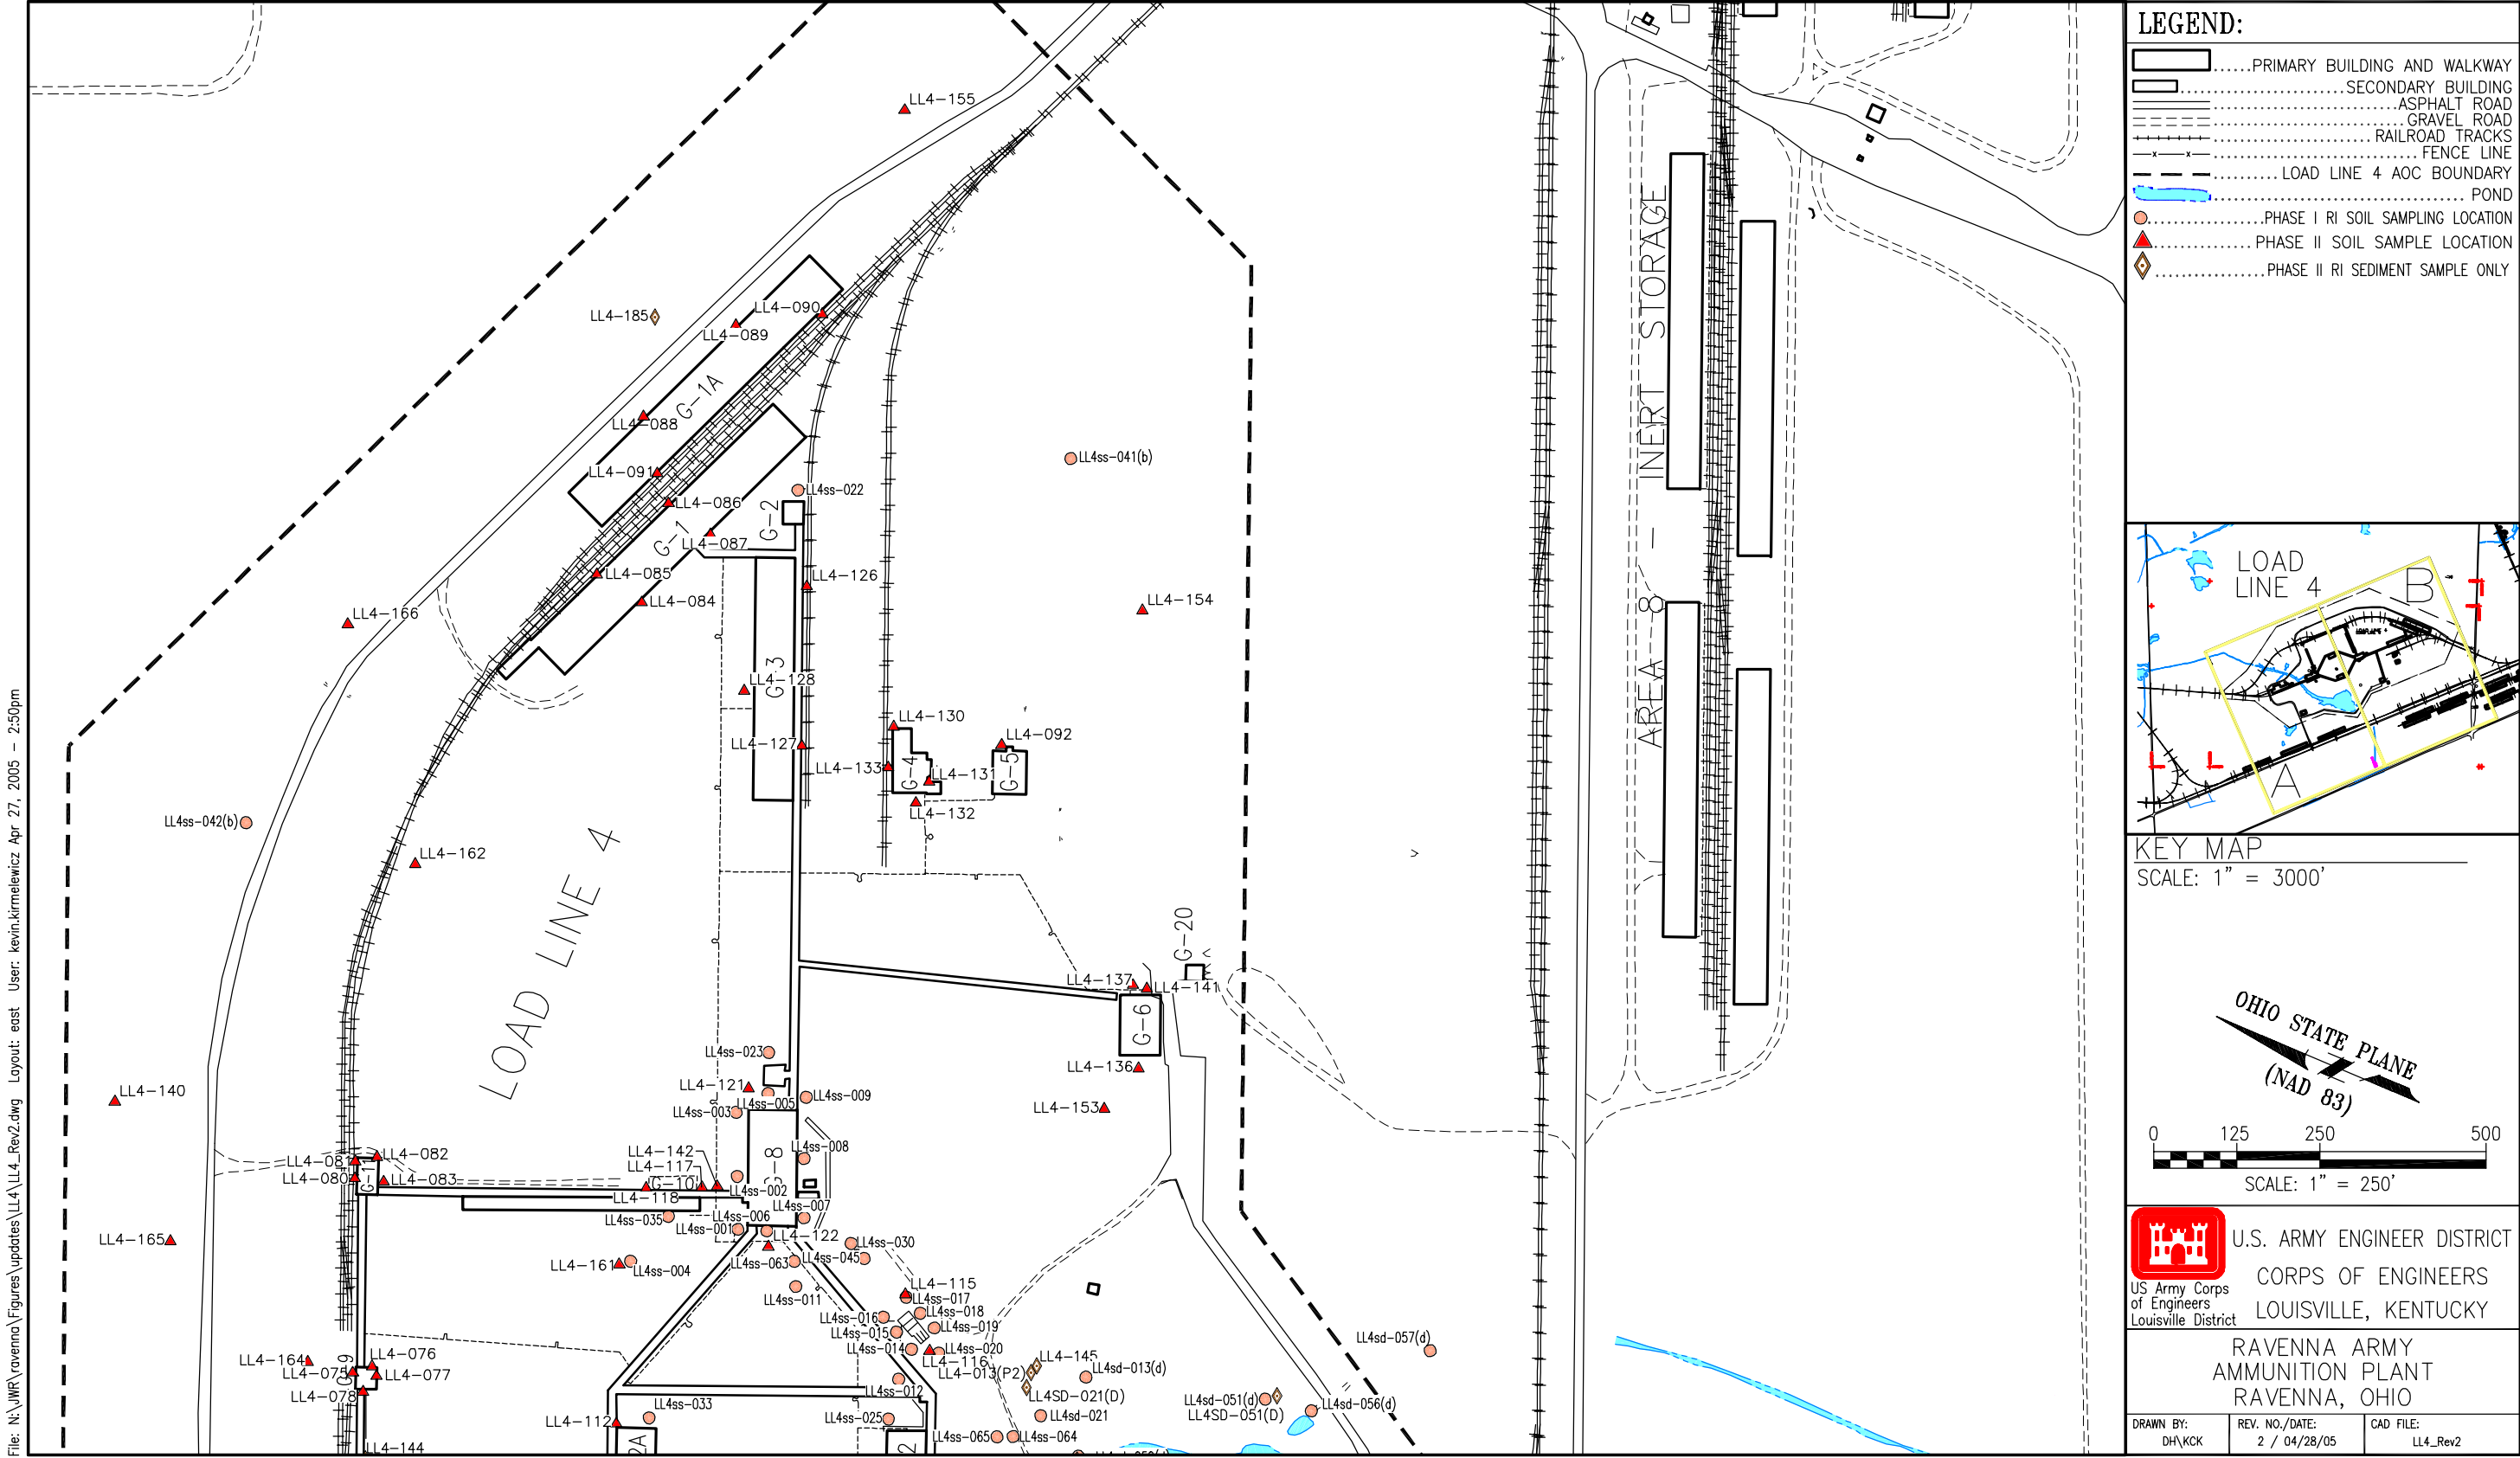 LL4-155
LL4-185
LL4-090
LL4-089
G-1A
LL4-088
LL4-091
LL4-086
G-1
LL4-087
LL4-085
LL4-084
LL4ss-022
G-2
LL4ss-041(b)
LL4-126
LL4-154
LL4-166
G-3
LL4-128
LL4-130
LL4-127
LL4-092
LL4-133
G-4
LL4-131
G-5
LL4-132
LL4ss-042(b)
LL4-162
LOAD LINE 4
G-20
LL4-137
LL4-141
G-6
LL4-136
LL4-153
LL4ss-023
LL4-121
LL4ss-005
LL4ss-009
LL4ss-003
LL4-140
LL4ss-008
LL4-142
LL4-117
LL4-082
LL4-081
LL4-080
G-11
LL4-083
G-10
G-8
LL4-118
LL4ss-002
LL4ss-007
LL4ss-035
LL4ss-006
LL4ss-001
LL4-122
LL4-165
LL4ss-030
LL4-161
LL4ss-004
LL4ss-063
LL4ss-045
LL4ss-011
LL4-115
LL4ss-017
LL4ss-016
LL4ss-018
LL4ss-015
LL4ss-019
LL4ss-014
LL4ss-020
LL4-116
LL4-145
LL4-013(P2)
LL4sd-013(d)
LL4sd-057(d)
LL4-164
LL4-076
LL4-075
LL4-077
LL4-078
LL4ss-012
LL4SD-021(D)
LL4sd-021
LL4sd-051(d)
LL4SD-051(D)
LL4sd-056(d)
LL4ss-033
LL4-112
LL4ss-025
LL4ss-065
LL4ss-064
LL4-144
AREA 8 - INERT STORAGE
File: N:\JWR\ravenna\Figures\updates\LL4\LL4_Rev2.dwg Layout: east User: kevin.kirmelewicz Apr 27, 2005 - 2:50pm
LEGEND:
......PRIMARY BUILDING AND WALKWAY
SECONDARY BUILDING
ASPHALT ROAD
GRAVEL ROAD
RAILROAD TRACKS
FENCE LINE
LOAD LINE 4 AOC BOUNDARY
POND
PHASE I RI SOIL SAMPLING LOCATION
PHASE II SOIL SAMPLE LOCATION
PHASE II RI SEDIMENT SAMPLE ONLY
LOAD
LINE 4
B
A
KEY MAP
SCALE: 1" = 3000'
OHIO STATE PLANE
(NAD 83)
0 125 250 500
SCALE: 1" = 250'
US Army Corps
of Engineers
Louisville District
U.S. ARMY ENGINEER DISTRICT
CORPS OF ENGINEERS
LOUISVILLE, KENTUCKY
RAVENNA ARMY
AMMUNITION PLANT
RAVENNA, OHIO
DRAWN BY:
DH\KCK
REV. NO./DATE:
2 / 04/28/05
CAD FILE:
LL4_Rev2